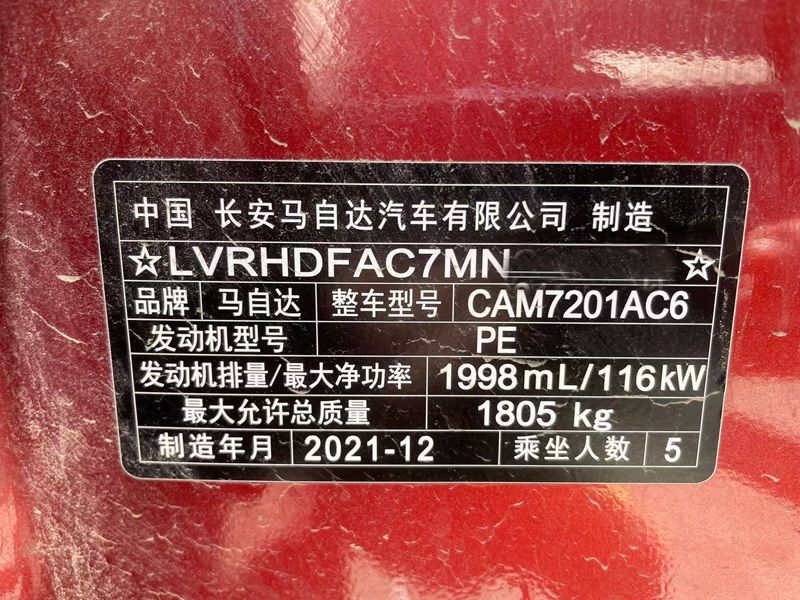 中国 长安马自达汽车有限公司 制造
☆LVRHDFAC7MN ☆
品牌 马自达 整车型号 CAM7201AC6
发动机型号 PE
发动机排量/最大净功率 1998mL/116kW
最大允许总质量 1805 kg
制造年月 2021-12 乘坐人数 5